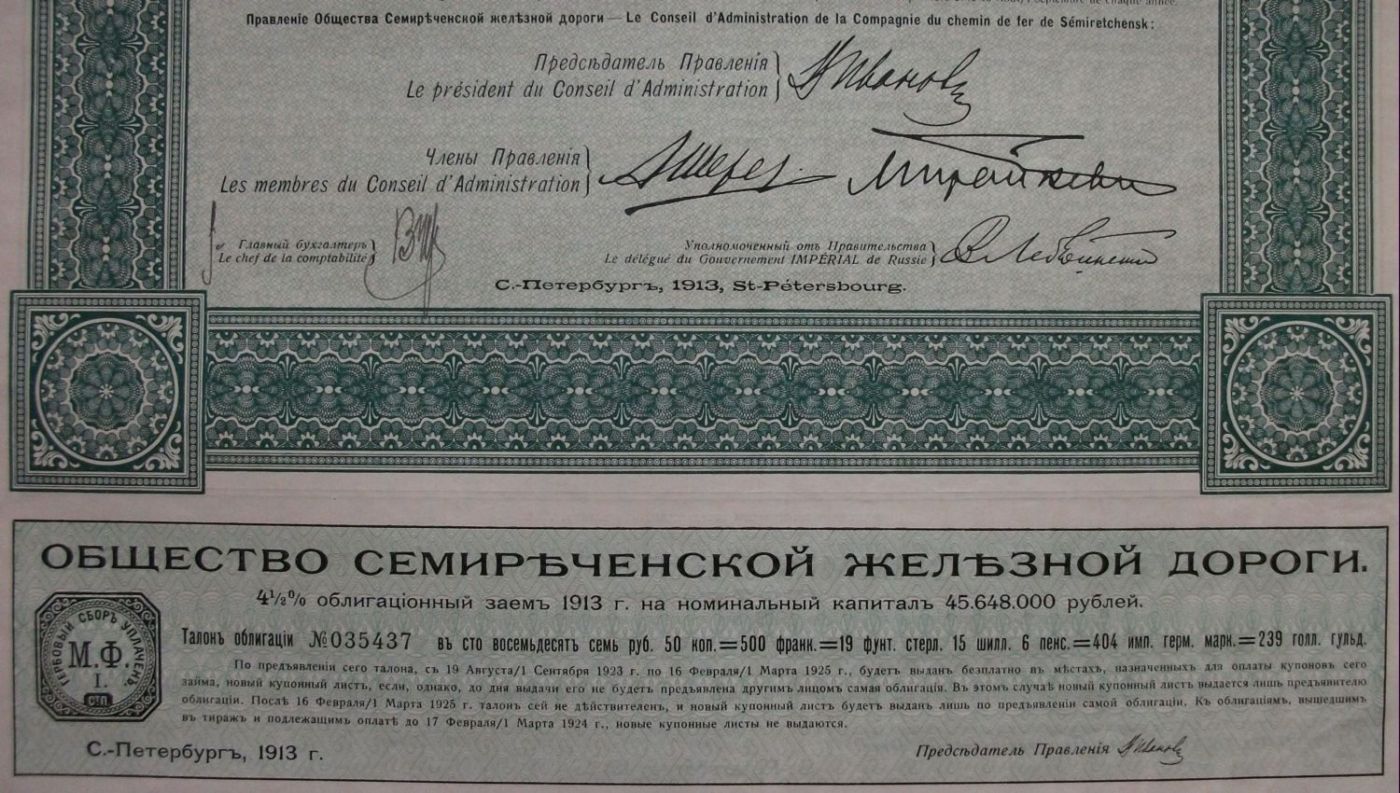 Правленіе Общества Семирѣченской желѣзной дороги — Le Conseil d'Administration de la Compagnie du chemin de fer de Sémiretchensk:
Предсѣдатель Правленія
Le président du Conseil d'Administration
Иванов
Члены Правленія
Les membres du Conseil d'Administration
Главный бухгалтеръ
Le chef de la comptabilité
Уполномоченный отъ Правительства
Le délégué du Gouvernement IMPÉRIAL de Russie
С.-Петербургъ, 1913, St-Pétersbourg.
ОБЩЕСТВО СЕМИРѢЧЕНСКОЙ ЖЕЛѢЗНОЙ ДОРОГИ.
4½% облигаціонный заемъ 1913 г. на номинальный капиталъ 45.648.000 рублей.
ГЕРБОВЫЙ СБОРЪ УПЛАЧЕНЪ.
М.Ф.
I.
СТП
Талонъ облигаціи №035437 въ сто восемьдесятъ семь руб. 50 коп.=500 франк.=19 фунт. стерл. 15 шилл. 6 пенс.=404 имп. герм. марк.=239 голл. гульд.
По предъявленіи сего талона, съ 19 Августа/1 Сентября 1923 г. по 16 Февраля/1 Марта 1925 г., будетъ выданъ безплатно въ мѣстахъ, назначенныхъ для оплаты купоновъ сего
займа, новый купонный листъ, если, однако, до дня выдачи его не будетъ предъявлена другимъ лицомъ самая облигація. Въ этомъ случаѣ новый купонный листъ выдается лишь предъявителю
облигаціи. Послѣ 16 Февраля/1 Марта 1925 г. талонъ сей не дѣйствителенъ, и новый купонный листъ будетъ выданъ лишь по предъявленіи самой облигаціи. Къ облигаціямъ, вышедшимъ
въ тиражъ и подлежащимъ оплатѣ до 17 Февраля/1 Марта 1924 г., новые купонные листы не выдаются.
С.-Петербургъ, 1913 г.
Предсѣдатель Правленія Иванов